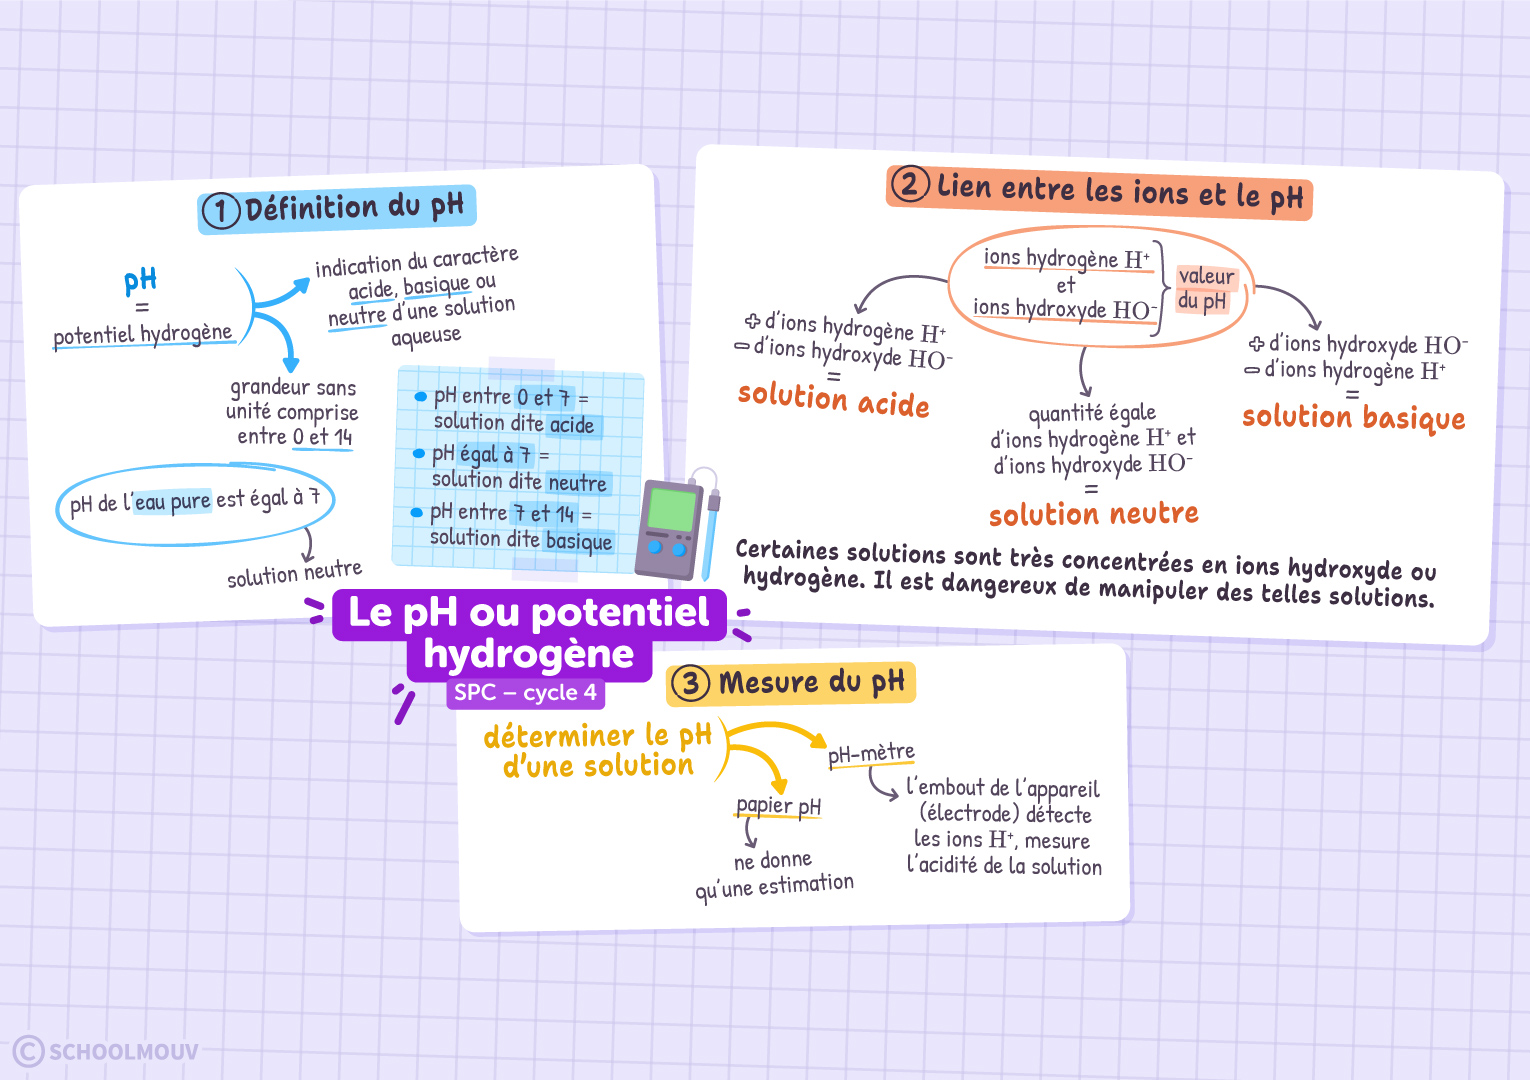 1 Définition du pH
pH
=
potentiel hydrogène
indication du caractère
acide, basique ou
neutre d'une solution
aqueuse
grandeur sans
unité comprise
entre 0 et 14
pH de l'eau pure est égal à 7
solution neutre
pH entre 0 et 7 =
solution dite acide
pH égal à 7 =
solution dite neutre
pH entre 7 et 14 =
solution dite basique
2 Lien entre les ions et le pH
ions hydrogène H⁺
et
ions hydroxyde HO⁻
valeur
du pH
+ d'ions hydrogène H⁺
- d'ions hydroxyde HO⁻
=
solution acide
quantité égale
d'ions hydrogène H⁺ et
d'ions hydroxyde HO⁻
=
solution neutre
+ d'ions hydroxyde HO⁻
- d'ions hydrogène H⁺
=
solution basique
Certaines solutions sont très concentrées en ions hydroxyde ou
hydrogène. Il est dangereux de manipuler des telles solutions.
Le pH ou potentiel
hydrogène
SPC – cycle 4
3 Mesure du pH
déterminer le pH
d'une solution
pH-mètre
l'embout de l'appareil
(électrode) détecte
les ions H⁺, mesure
l'acidité de la solution
papier pH
ne donne
qu'une estimation
© SCHOOLMOUV